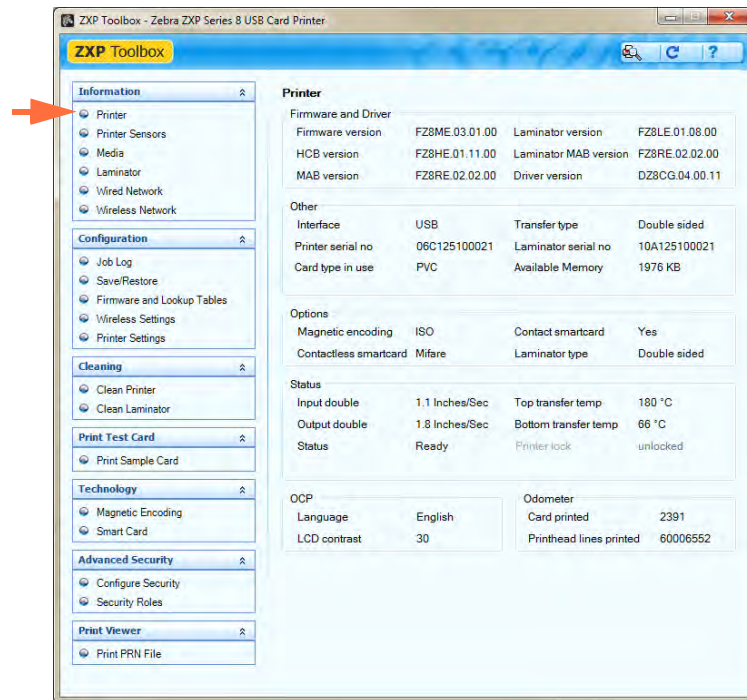 ZXP Toolbox - Zebra ZXP Series 8 USB Card Printer
ZXP Toolbox
?
Information
Printer
Printer Sensors
Media
Laminator
Wired Network
Wireless Network
Configuration
Job Log
Save/Restore
Firmware and Lookup Tables
Wireless Settings
Printer Settings
Cleaning
Clean Printer
Clean Laminator
Print Test Card
Print Sample Card
Technology
Magnetic Encoding
Smart Card
Advanced Security
Configure Security
Security Roles
Print Viewer
Print PRN File
Printer
Firmware and Driver
Firmware version FZ8ME.03.01.00 Laminator version FZ8LE.01.08.00
HCB version FZ8HE.01.11.00 Laminator MAB version FZ8RE.02.02.00
MAB version FZ8RE.02.02.00 Driver version DZ8CG.04.00.11
Other
Interface USB Transfer type Double sided
Printer serial no 06C125100021 Laminator serial no 10A125100021
Card type in use PVC Available Memory 1976 KB
Options
Magnetic encoding ISO Contact smartcard Yes
Contactless smartcard Mifare Laminator type Double sided
Status
Input double 1.1 Inches/Sec Top transfer temp 180 °C
Output double 1.8 Inches/Sec Bottom transfer temp 66 °C
Status Ready Printer lock unlocked
OCP
Language English
LCD contrast 30
Odometer
Card printed 2391
Printhead lines printed 60006552